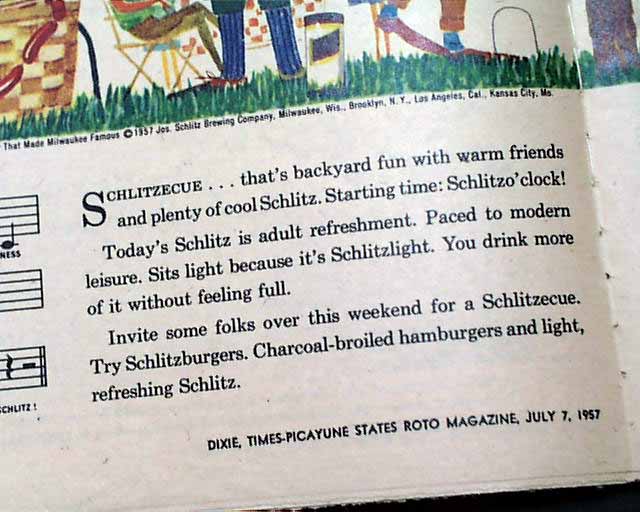 That Made Milwaukee Famous ©1957 Jos. Schlitz Brewing Company, Milwaukee, Wis., Brooklyn, N. Y., Los Angeles, Cal., Kansas City, Mo.
NESS
SCHLITZ !
SCHLITZECUE . . . that's backyard fun with warm friends
and plenty of cool Schlitz. Starting time: Schlitzo'clock!
Today's Schlitz is adult refreshment. Paced to modern
leisure. Sits light because it's Schlitzlight. You drink more
of it without feeling full.
Invite some folks over this weekend for a Schlitzecue.
Try Schlitzburgers. Charcoal-broiled hamburgers and light,
refreshing Schlitz.
DIXIE, TIMES-PICAYUNE STATES ROTO MAGAZINE, JULY 7, 1957